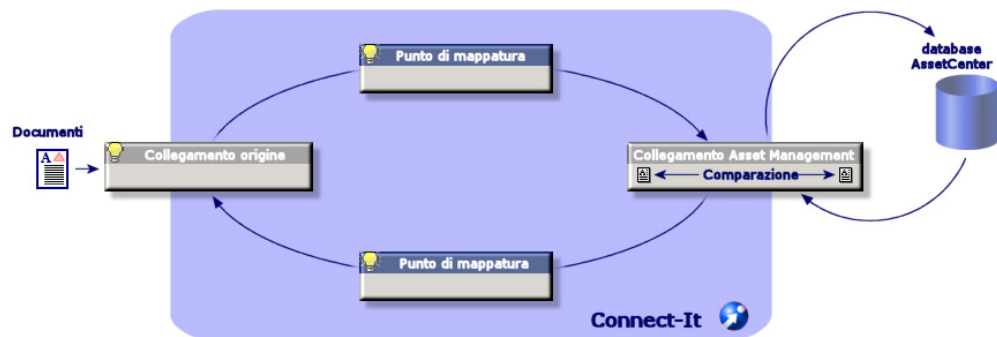 Punto di mappatura
database
AssetCenter
Documenti
A
Collegamento origine
Collegamento Asset Management
Comparazione
Punto di mappatura
Connect-It